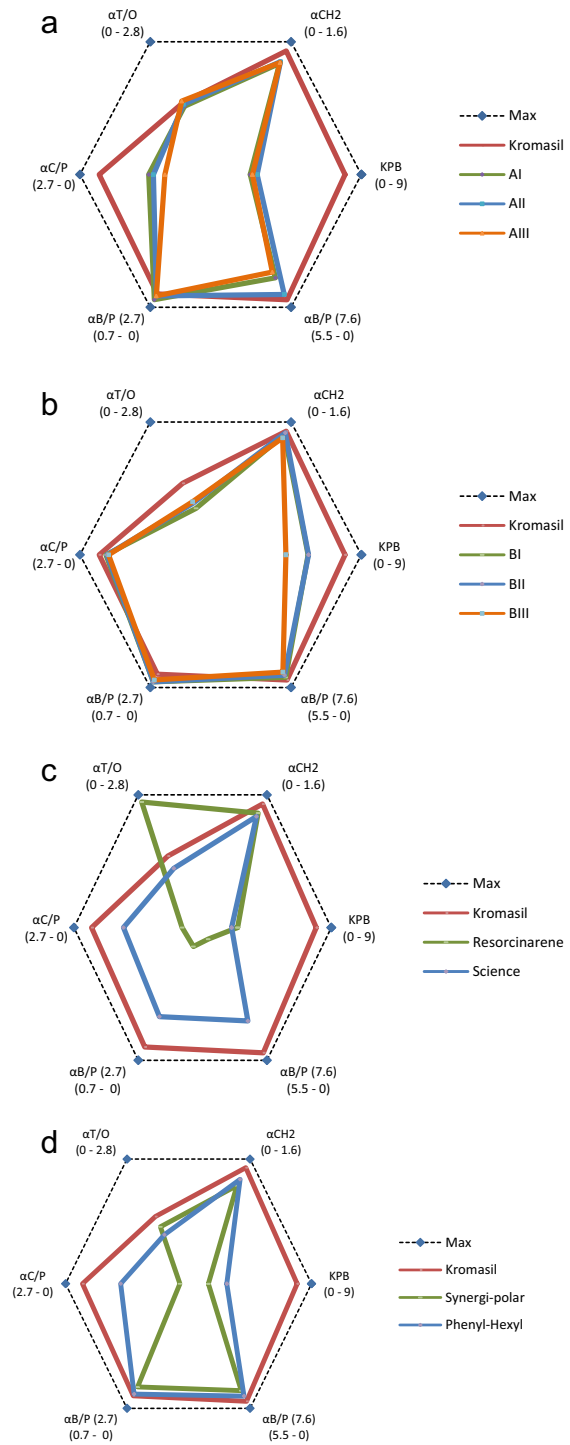 a
αT/O
(0 - 2.8)
αCH2
(0 - 1.6)
αC/P
(2.7 - 0)
KPB
(0 - 9)
αB/P (2.7)
(0.7 -  0)
αB/P (7.6)
(5.5 - 0)
Max
Kromasil
AI
AII
AIII
b
αT/O
(0 - 2.8)
αCH2
(0 - 1.6)
αC/P
(2.7 - 0)
KPB
(0 - 9)
αB/P (2.7)
(0.7 -  0)
αB/P (7.6)
(5.5 - 0)
Max
Kromasil
BI
BII
BIII
c
αT/O
(0 - 2.8)
αCH2
(0 - 1.6)
αC/P
(2.7 - 0)
KPB
(0 - 9)
αB/P (2.7)
(0.7 -  0)
αB/P (7.6)
(5.5 - 0)
Max
Kromasil
Resorcinarene
Science
d
αT/O
(0 - 2.8)
αCH2
(0 - 1.6)
αC/P
(2.7 - 0)
KPB
(0 - 9)
αB/P (2.7)
(0.7 -  0)
αB/P (7.6)
(5.5 - 0)
Max
Kromasil
Synergi-polar
Phenyl-Hexyl